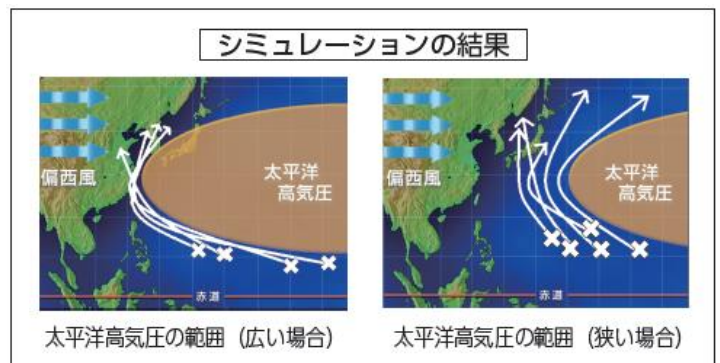 シミュレーションの結果
偏西風
太平洋
高気圧
赤道
太平洋高気圧の範囲（広い場合）
偏西風
太平洋
高気圧
赤道
太平洋高気圧の範囲（狭い場合）